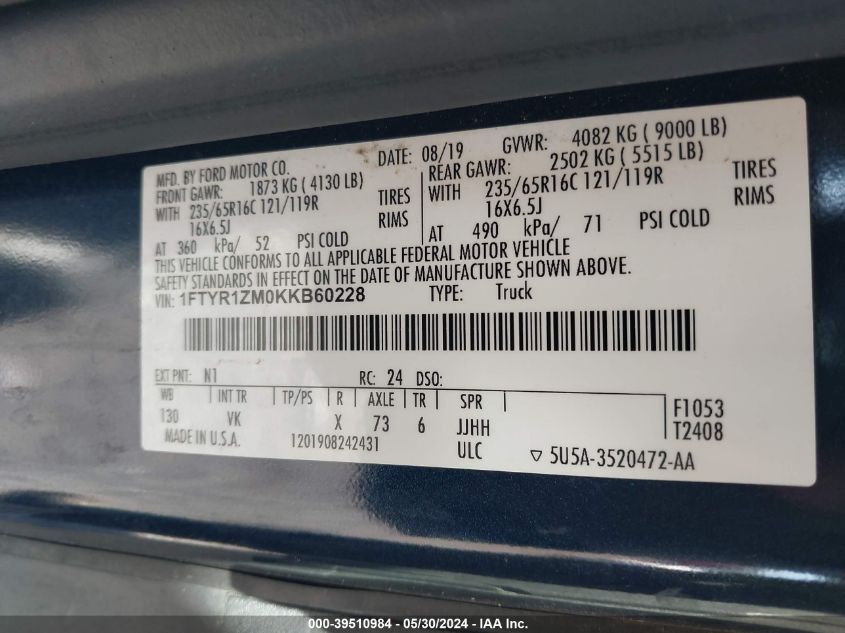 MFD. BY FORD MOTOR CO. DATE: 08/19 GVWR: 4082 KG ( 9000 LB)
FRONT GAWR: 1873 KG ( 4130 LB) REAR GAWR: 2502 KG ( 5515 LB)
WITH 235/65R16C 121/119R TIRES WITH 235/65R16C 121/119R TIRES
16X6.5J RIMS 16X6.5J RIMS
AT 360 kPa/ 52 PSI COLD AT 490 kPa/ 71 PSI COLD
THIS VEHICLE CONFORMS TO ALL APPLICABLE FEDERAL MOTOR VEHICLE
SAFETY STANDARDS IN EFFECT ON THE DATE OF MANUFACTURE SHOWN ABOVE.
VIN: 1FTYR1ZM0KKB60228 TYPE: Truck
EXT PNT: N1 RC: 24 DSO:
WB INT TR TP/PS R AXLE TR SPR F1053
130 VK X 73 6 JJHH T2408
MADE IN U.S.A. 1201908242431 ULC 5U5A-3520472-AA
000-39510984 - 05/30/2024 - IAA Inc.